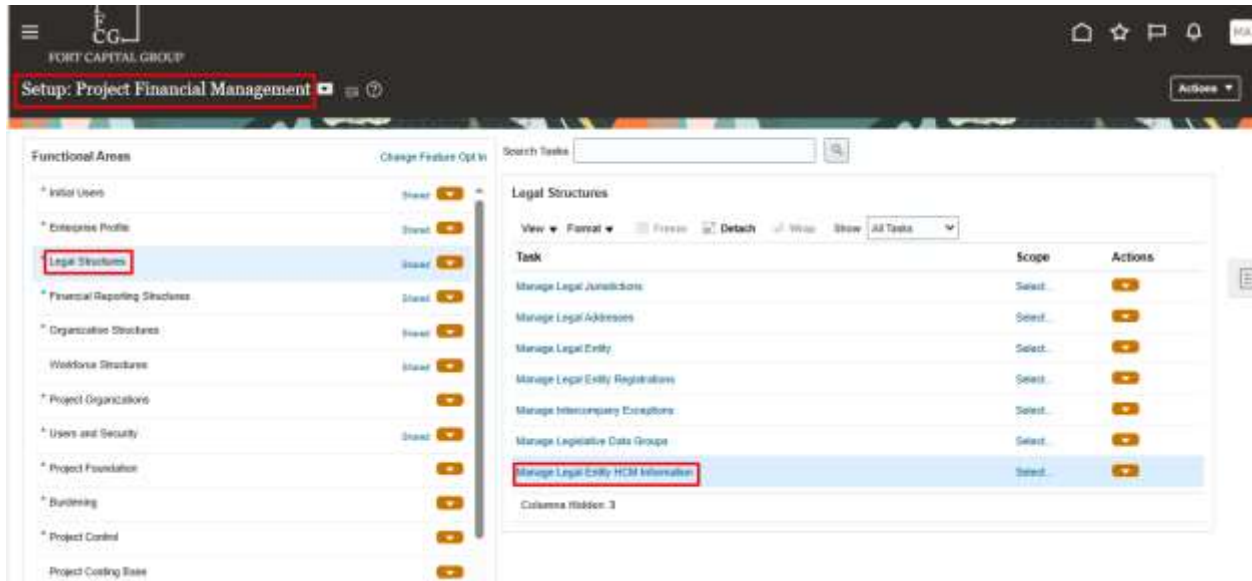 F
CG
FORT CAPITAL GROUP
Setup: Project Financial Management
Actions
Functional Areas
Change Feature Opt In
* Initial Users Shared
* Enterprise Profile Shared
* Legal Structures Shared
* Financial Reporting Structures Shared
* Organization Structures Shared
Workforce Structures Shared
* Project Organizations
* Users and Security Shared
* Project Foundation
* Burdening
* Project Control
Project Costing Base
Search Tasks
Legal Structures
View Format Freeze Detach Wrap Show All Tasks
Task Scope Actions
Manage Legal Jurisdictions Select...
Manage Legal Addresses Select...
Manage Legal Entity Select...
Manage Legal Entity Registrations Select...
Manage Intercompany Exceptions Select...
Manage Legislative Data Groups Select...
Manage Legal Entity HCM Information Select...
Columns Hidden 3